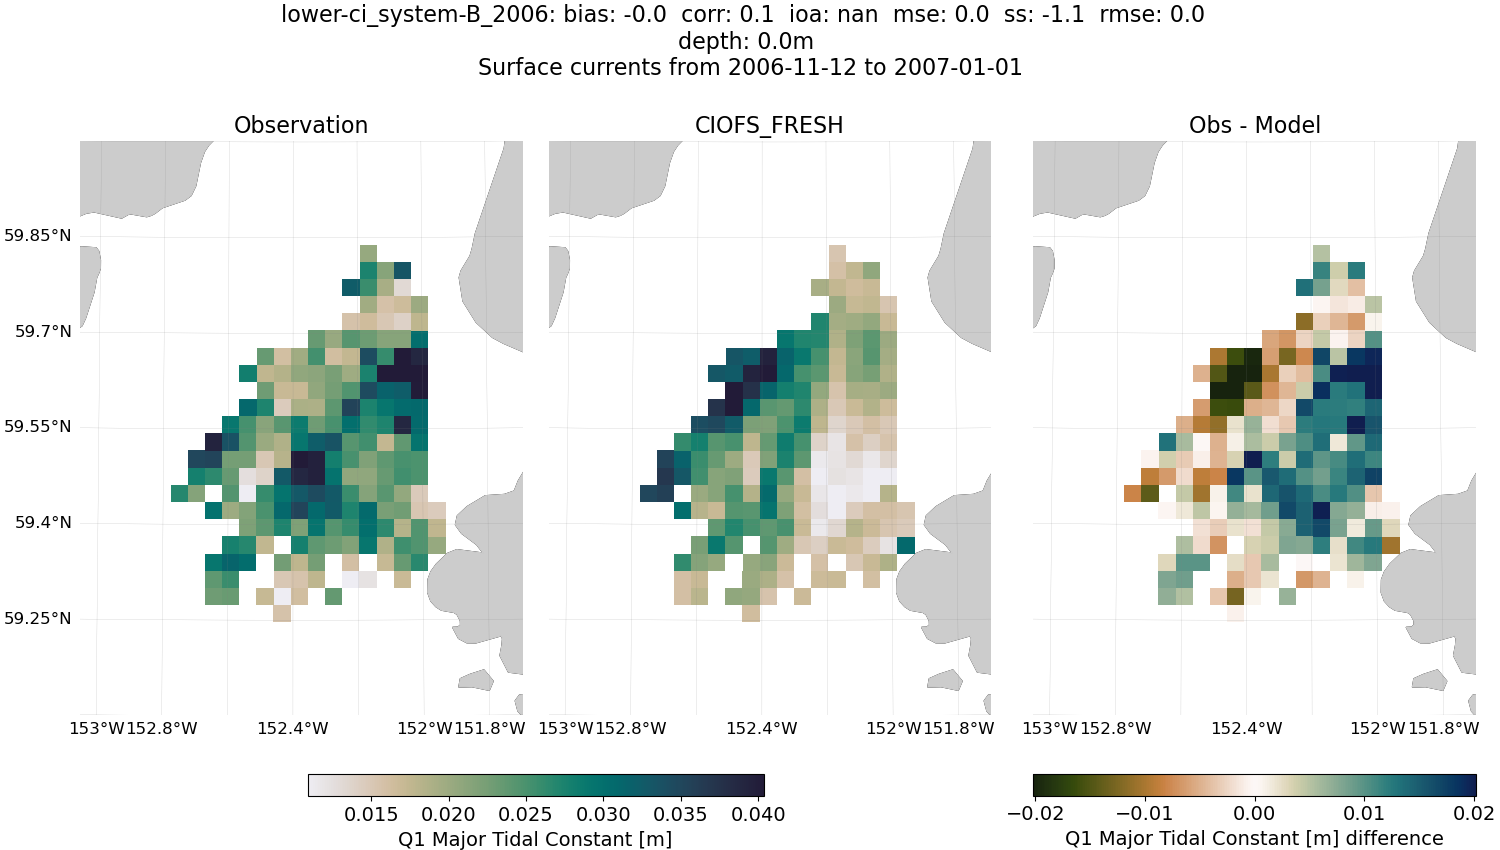 lower-ci_system-B_2006: bias: -0.0  corr: 0.1  ioa: nan  mse: 0.0  ss: -1.1  rmse: 0.0
depth: 0.0m
Surface currents from 2006-11-12 to 2007-01-01
Observation
CIOFS_FRESH
Obs - Model
59.85°N
59.7°N
59.55°N
59.4°N
59.25°N
153°W 152.8°W 152.4°W 152°W 151.8°W
153°W 152.8°W 152.4°W 152°W 151.8°W
153°W 152.8°W 152.4°W 152°W 151.8°W
0.015 0.020 0.025 0.030 0.035 0.040
Q1 Major Tidal Constant [m]
−0.02 −0.01 0.00 0.01 0.02
Q1 Major Tidal Constant [m] difference